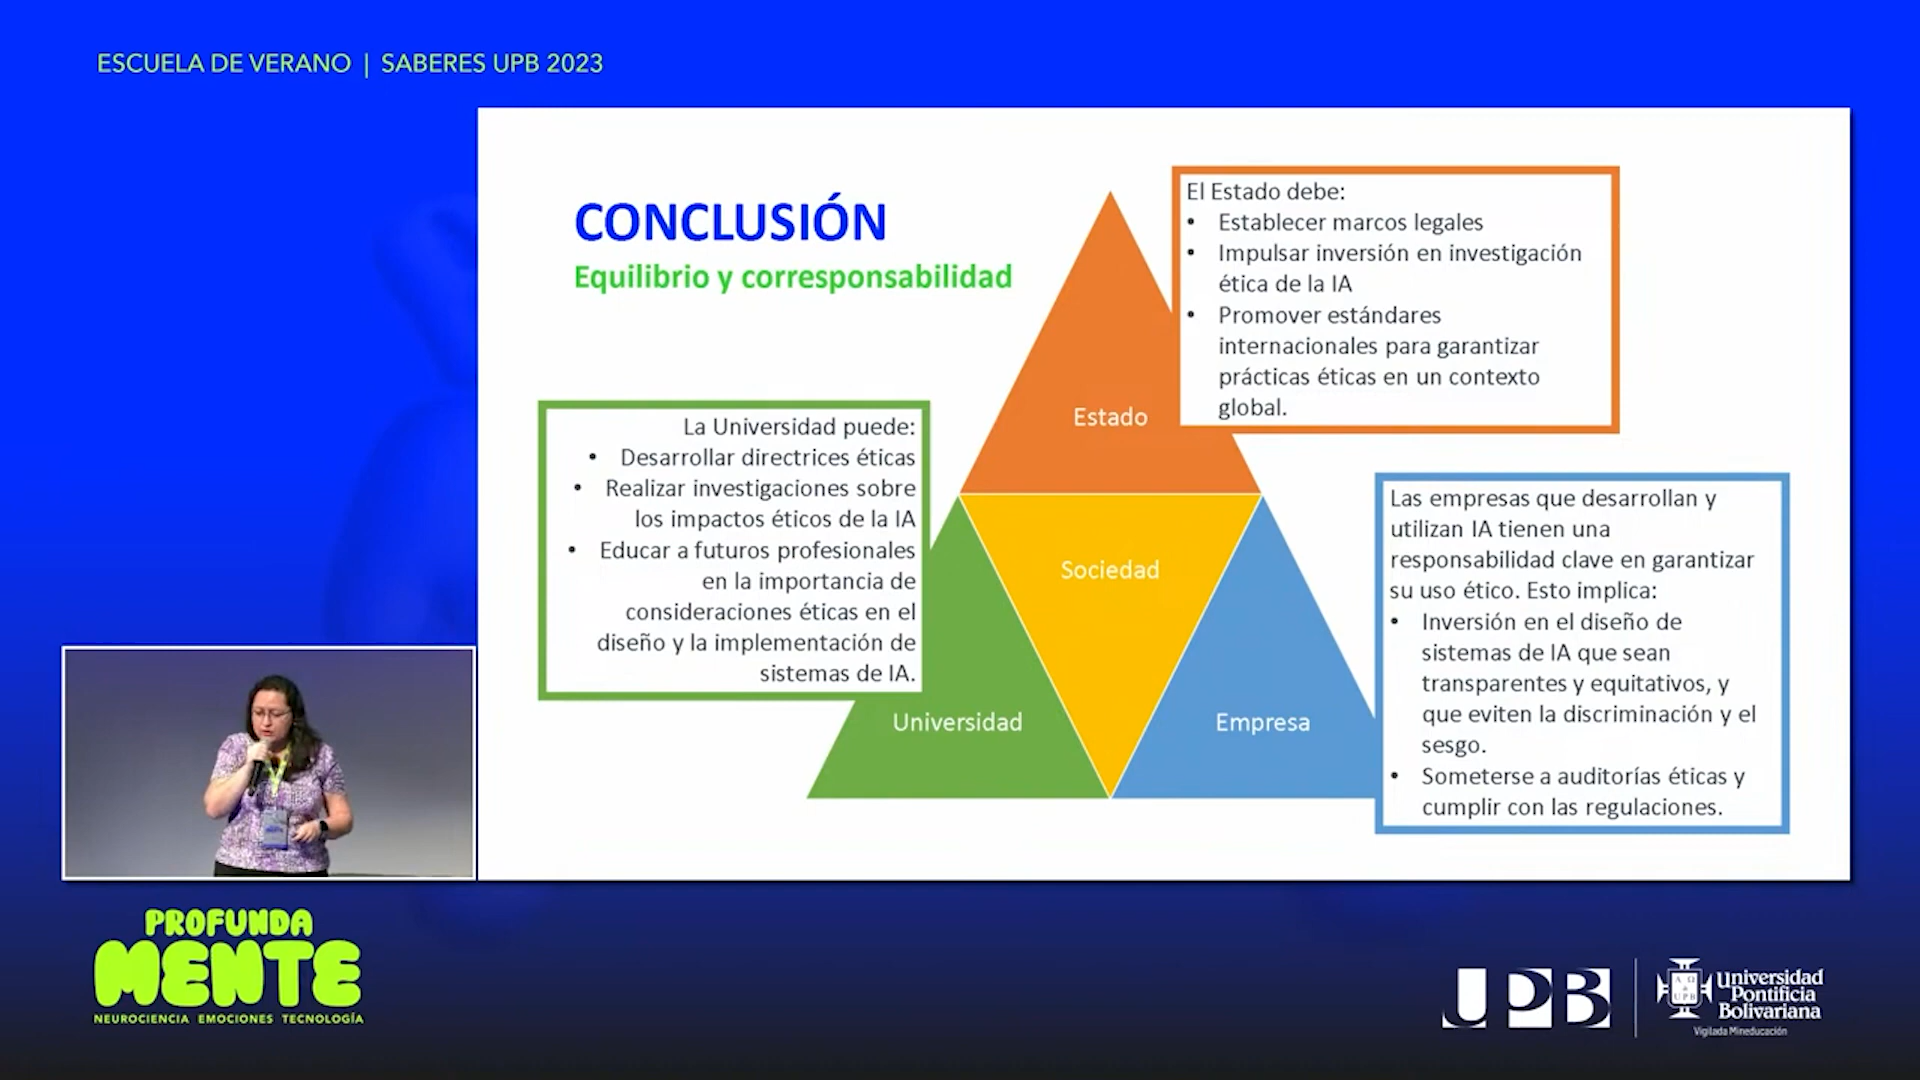 ESCUELA DE VERANO | SABERES UPB 2023
CONCLUSIÓN
Equilibrio y corresponsabilidad
El Estado debe:
• Establecer marcos legales
• Impulsar inversión en investigación
ética de la IA
• Promover estándares
internacionales para garantizar
prácticas éticas en un contexto
global.
Estado
La Universidad puede:
• Desarrollar directrices éticas
• Realizar investigaciones sobre
los impactos éticos de la IA
• Educar a futuros profesionales
en la importancia de
consideraciones éticas en el
diseño y la implementación de
sistemas de IA.
Sociedad
Las empresas que desarrollan y
utilizan IA tienen una
responsabilidad clave en garantizar
su uso ético. Esto implica:
• Inversión en el diseño de
sistemas de IA que sean
transparentes y equitativos, y
que eviten la discriminación y el
sesgo.
• Someterse a auditorías éticas y
cumplir con las regulaciones.
Universidad
Empresa
PROFUNDA
MENTE
NEUROCIENCIA EMOCIONES TECNOLOGÍA
UPB
Universidad
Pontificia
Bolivariana
Vigilada Mineducación